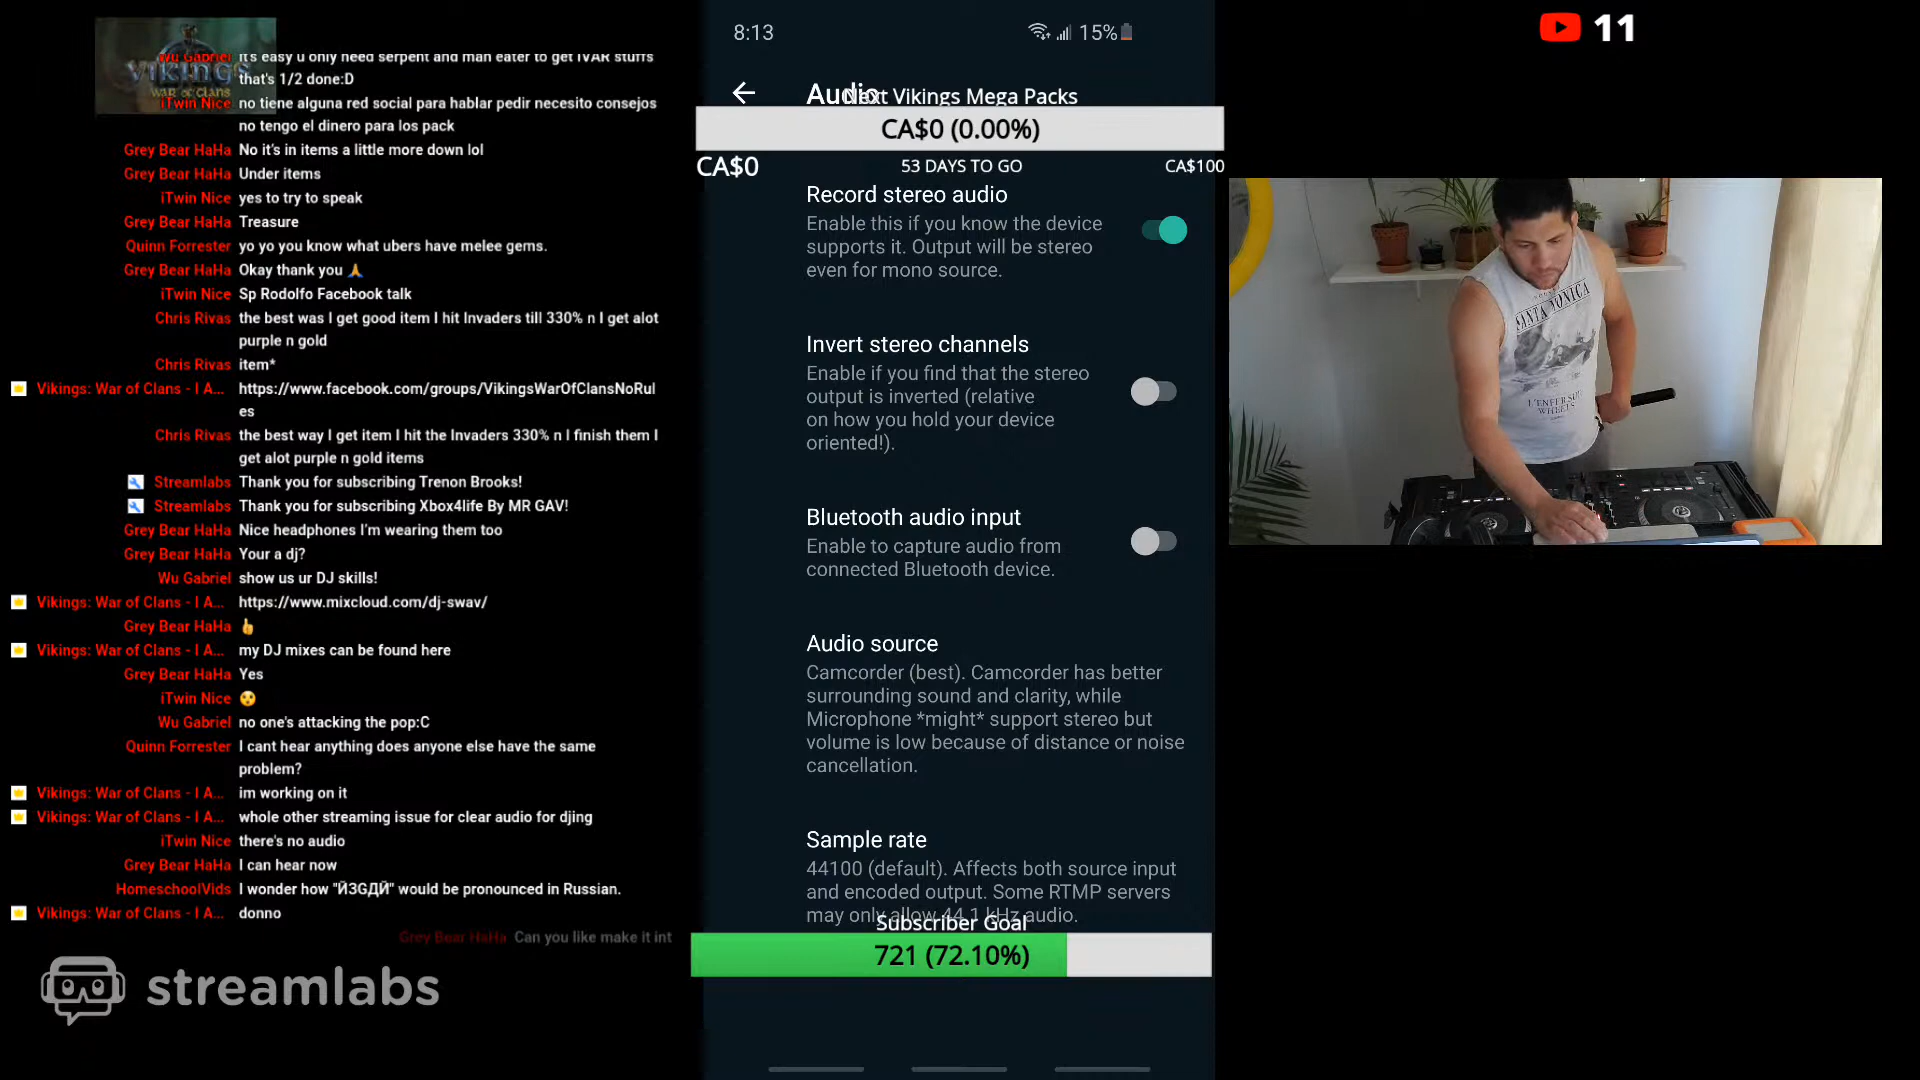 ViKiNGS
WAR OF CLANS
Wu Gabriel it's easy u only need serpent and man eater to get IVAR stuffs
that's 1/2 done:D
iTwin Nice no tiene alguna red social para hablar pedir necesito consejos
no tengo el dinero para los pack
Grey Bear HaHa No it's in items a little more down lol
Grey Bear HaHa Under items
iTwin Nice yes to try to speak
Grey Bear HaHa Treasure
Quinn Forrester yo yo you know what ubers have melee gems.
Grey Bear HaHa Okay thank you 🙏
iTwin Nice Sp Rodolfo Facebook talk
Chris Rivas the best was I get good item I hit Invaders till 330% n I get alot
purple n gold
Chris Rivas item*
Vikings: War of Clans - I A... https://www.facebook.com/groups/VikingsWarOfClansNoRul
es
Chris Rivas the best way I get item I hit the Invaders 330% n I finish them I
get alot purple n gold items
Streamlabs Thank you for subscribing Trenon Brooks!
Streamlabs Thank you for subscribing Xbox4life By MR GAV!
Grey Bear HaHa Nice headphones I'm wearing them too
Grey Bear HaHa Your a dj?
Wu Gabriel show us ur DJ skills!
Vikings: War of Clans - I A... https://www.mixcloud.com/dj-swav/
Grey Bear HaHa 👍
Vikings: War of Clans - I A... my DJ mixes can be found here
Grey Bear HaHa Yes
iTwin Nice 😯
Wu Gabriel no one's attacking the pop:C
Quinn Forrester I cant hear anything does anyone else have the same
problem?
Vikings: War of Clans - I A... im working on it
Vikings: War of Clans - I A... whole other streaming issue for clear audio for djing
iTwin Nice there's no audio
Grey Bear HaHa I can hear now
HomeschoolVids I wonder how "ЙЗGДЙ" would be pronounced in Russian.
Vikings: War of Clans - I A... donno
Grey Bear HaHa Can you like make it int
streamlabs
8:13
15%
Audio
Next Vikings Mega Packs
CA$0 (0.00%)
CA$0 53 DAYS TO GO CA$100
Record stereo audio
Enable this if you know the device
supports it. Output will be stereo
even for mono source.
Invert stereo channels
Enable if you find that the stereo
output is inverted (relative
on how you hold your device
oriented!).
Bluetooth audio input
Enable to capture audio from
connected Bluetooth device.
Audio source
Camcorder (best). Camcorder has better
surrounding sound and clarity, while
Microphone *might* support stereo but
volume is low because of distance or noise
cancellation.
Sample rate
44100 (default). Affects both source input
and encoded output. Some RTMP servers
may only allow 44.1 kHz audio.
Subscriber Goal
721 (72.10%)
11
SANTA MONICA
L'ENFER SUR
WHEELS